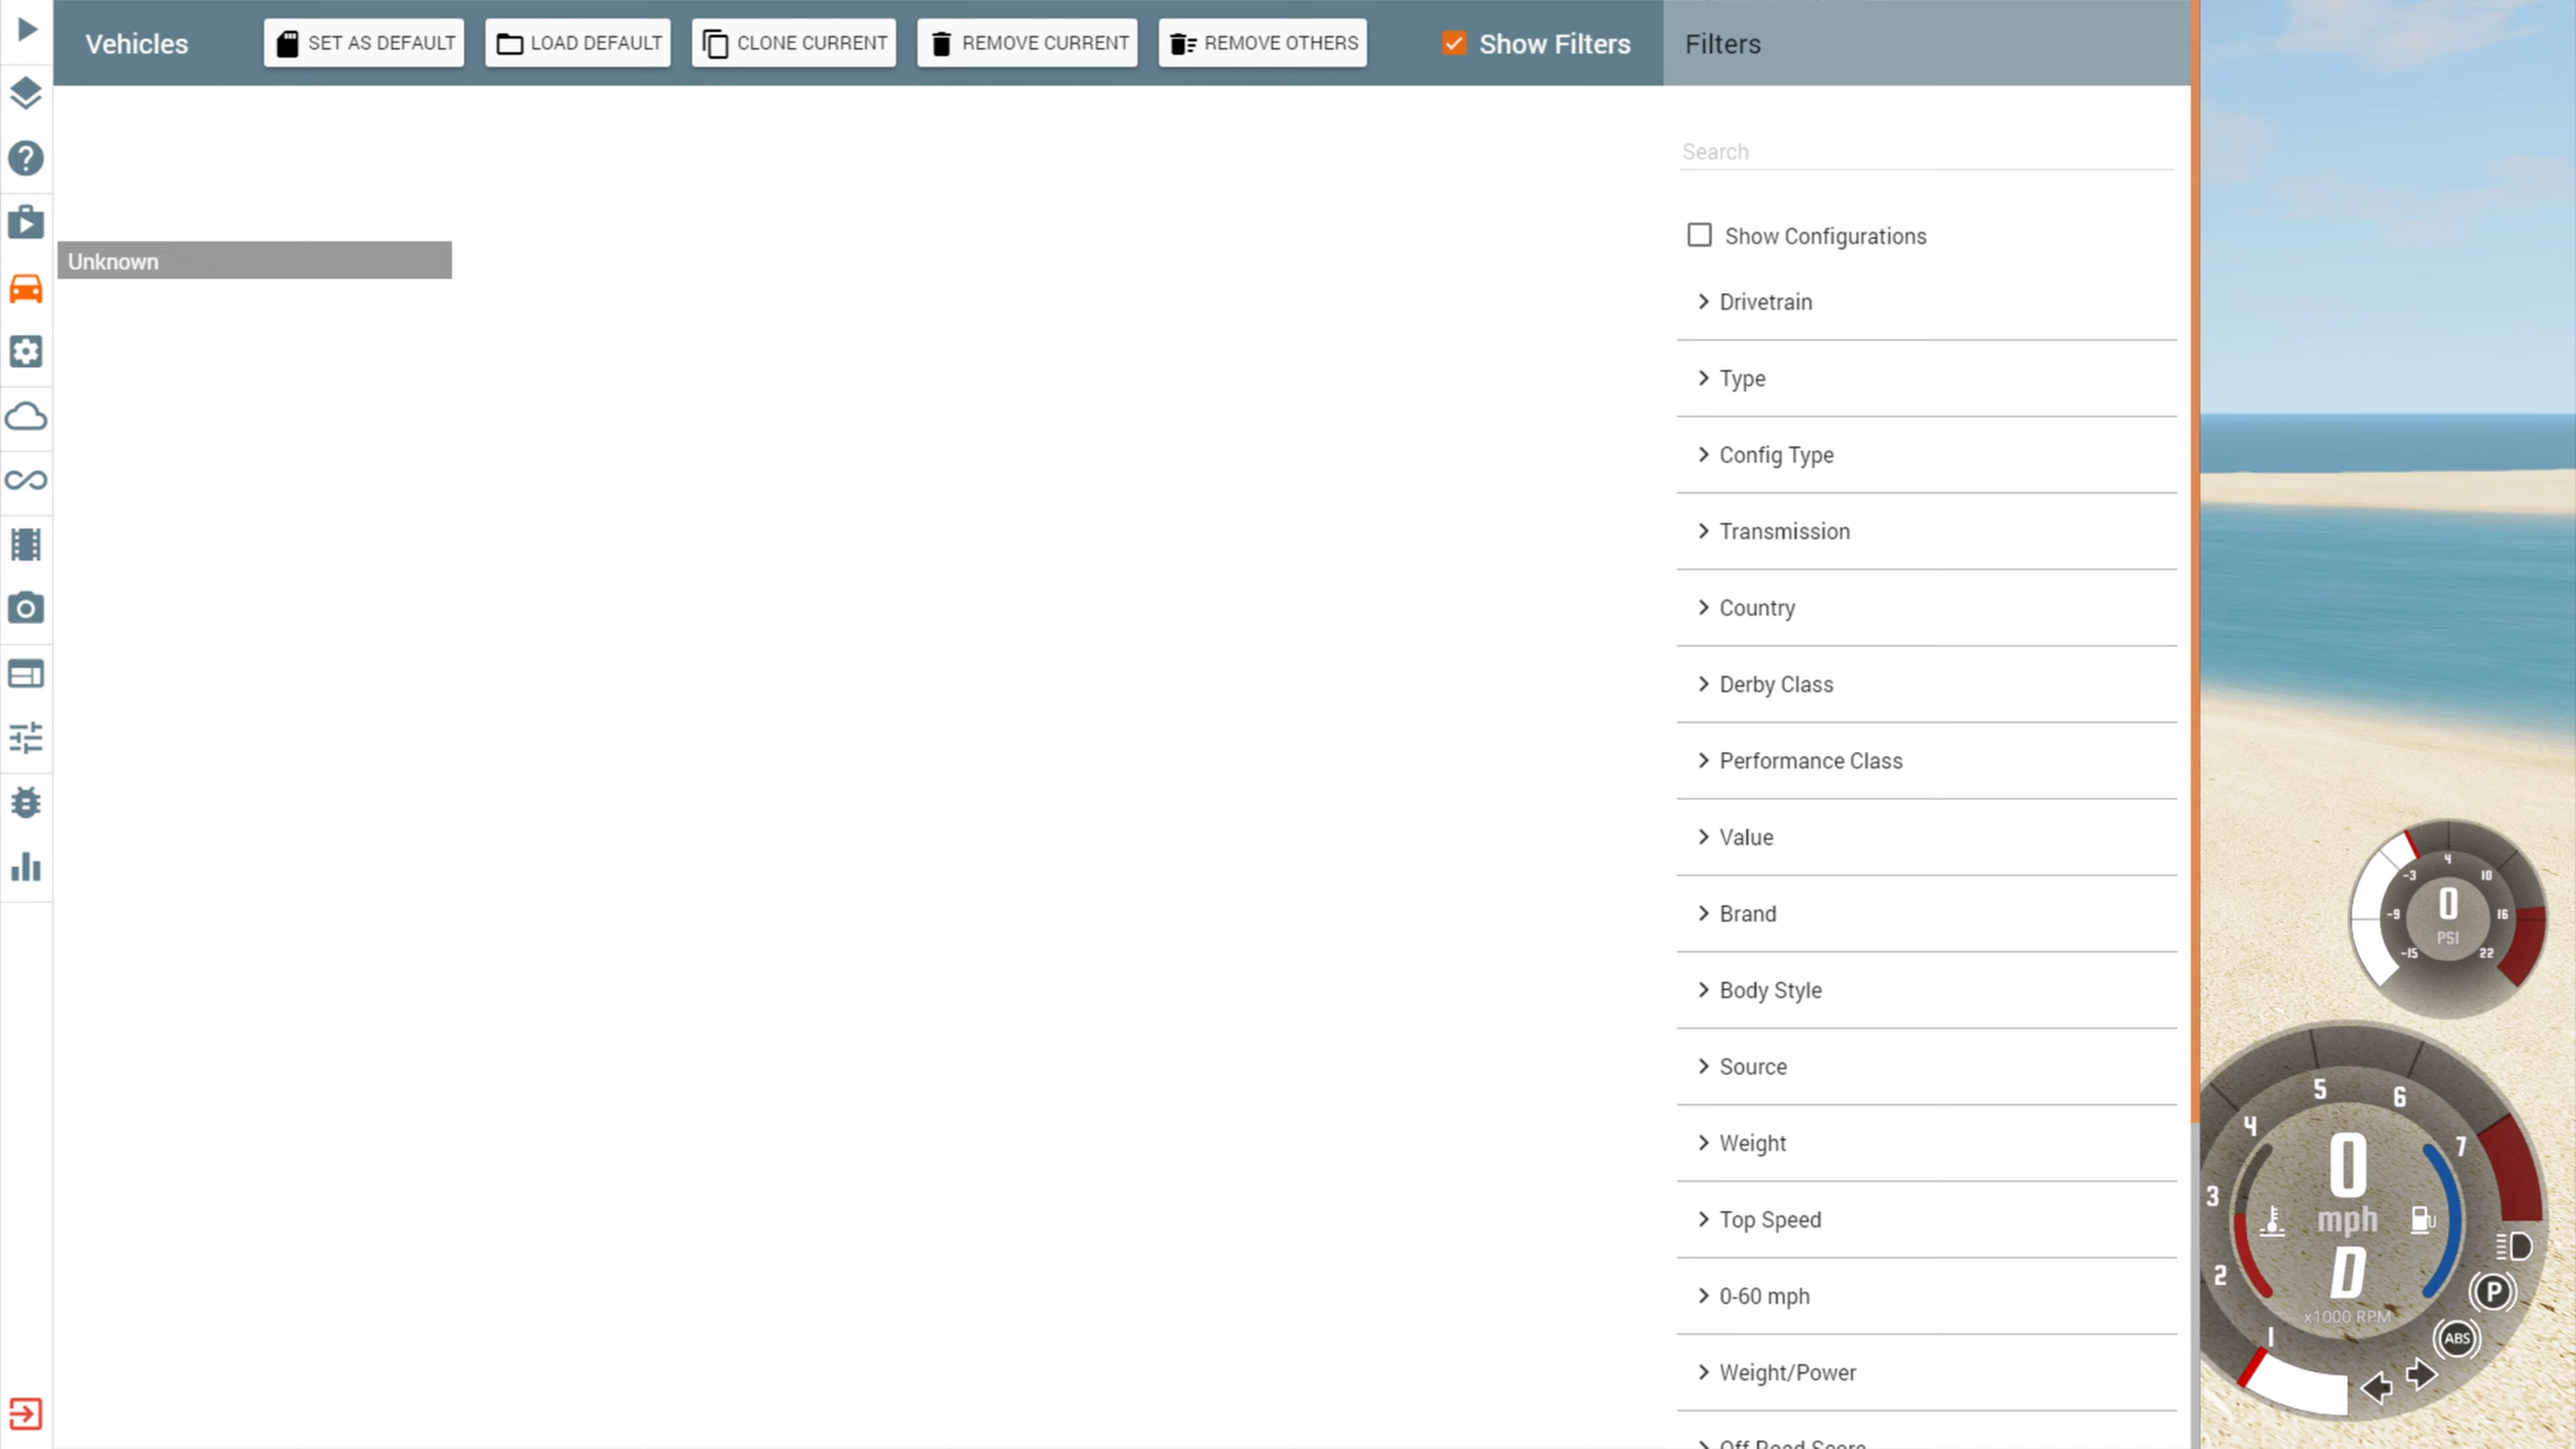 Vehicles
SET AS DEFAULT
LOAD DEFAULT
CLONE CURRENT
REMOVE CURRENT
REMOVE OTHERS
Show Filters
Filters
Search
Show Configurations
Unknown
Drivetrain
Type
Config Type
Transmission
Country
Derby Class
Performance Class
Value
Brand
Body Style
Source
Weight
Top Speed
0-60 mph
Weight/Power
Off Road Score
-15
-9
-3
4
10
16
22
0
PSI
1
2
3
4
5
6
7
0
mph
D
x1000 RPM
P
ABS